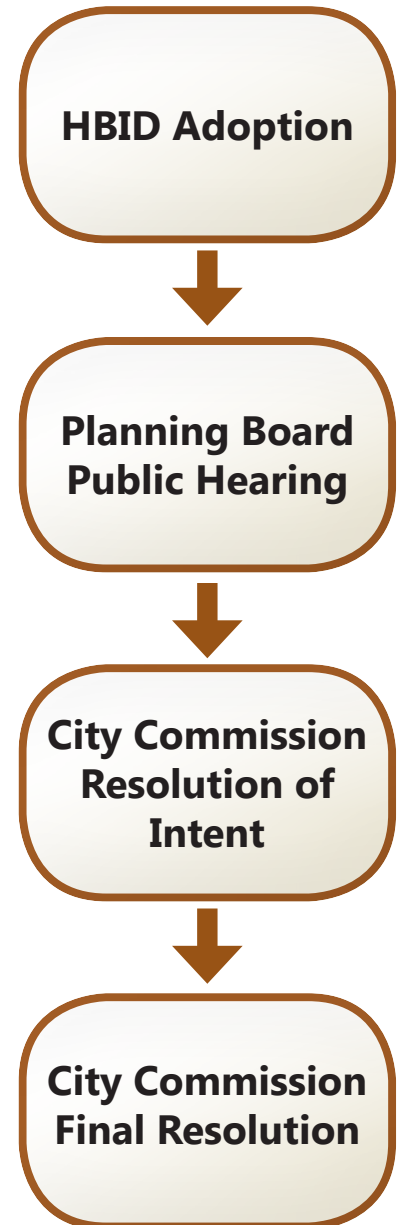 HBID Adoption
Planning Board
Public Hearing
City Commission
Resolution of
Intent
City Commission
Final Resolution